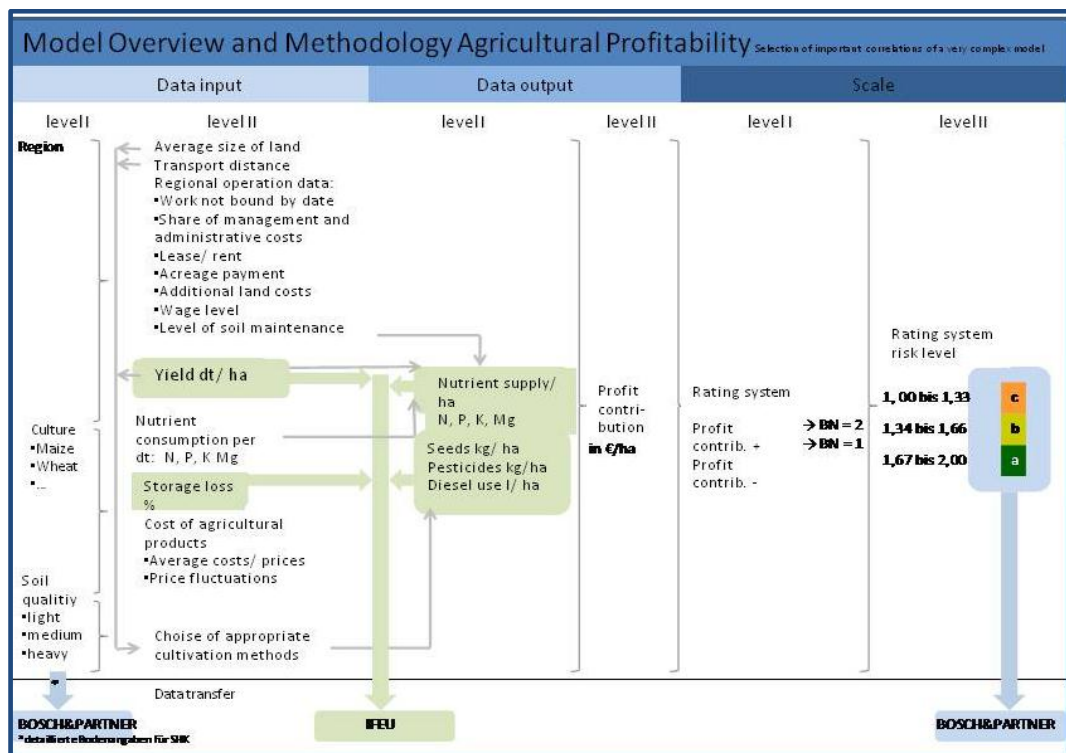 Model Overview and Methodology Agricultural Profitability Selection of important correlations of a very complex model
Data input
Data output
Scale
level I
level II
level I
level II
level I
level II
Region
Average size of land
Transport distance
Regional operation data:
▪Work not bound by date
▪Share of management and
administrative costs
▪Lease/ rent
▪Acreage payment
▪Additional land costs
▪Wage level
▪Level of soil maintenance
Yield dt/ ha
Culture
▪Maize
▪Wheat
▪...
Nutrient
consumption per
dt: N, P, K Mg
Storage loss
%
Cost of agricultural
products
▪Average costs/ prices
▪Price fluctuations
Soil
qualitiy
▪light
▪medium
▪heavy
Choise of appropriate
cultivation methods
Nutrient supply/
ha
N, P, K, Mg
Seeds kg/ ha
Pesticides kg/ha
Diesel use l/ ha
Profit
contri-
bution
in €/ha
Rating system
Profit → BN = 2
contrib. + → BN = 1
Profit
contrib. -
Rating system
risk level
1,00 bis 1,33 c
1,34 bis 1,66 b
1,67 bis 2,00 a
*
Data transfer
BOSCH&PARTNER
*detaillierte Bodenangaben für
IFEU
BOSCH&PARTNER